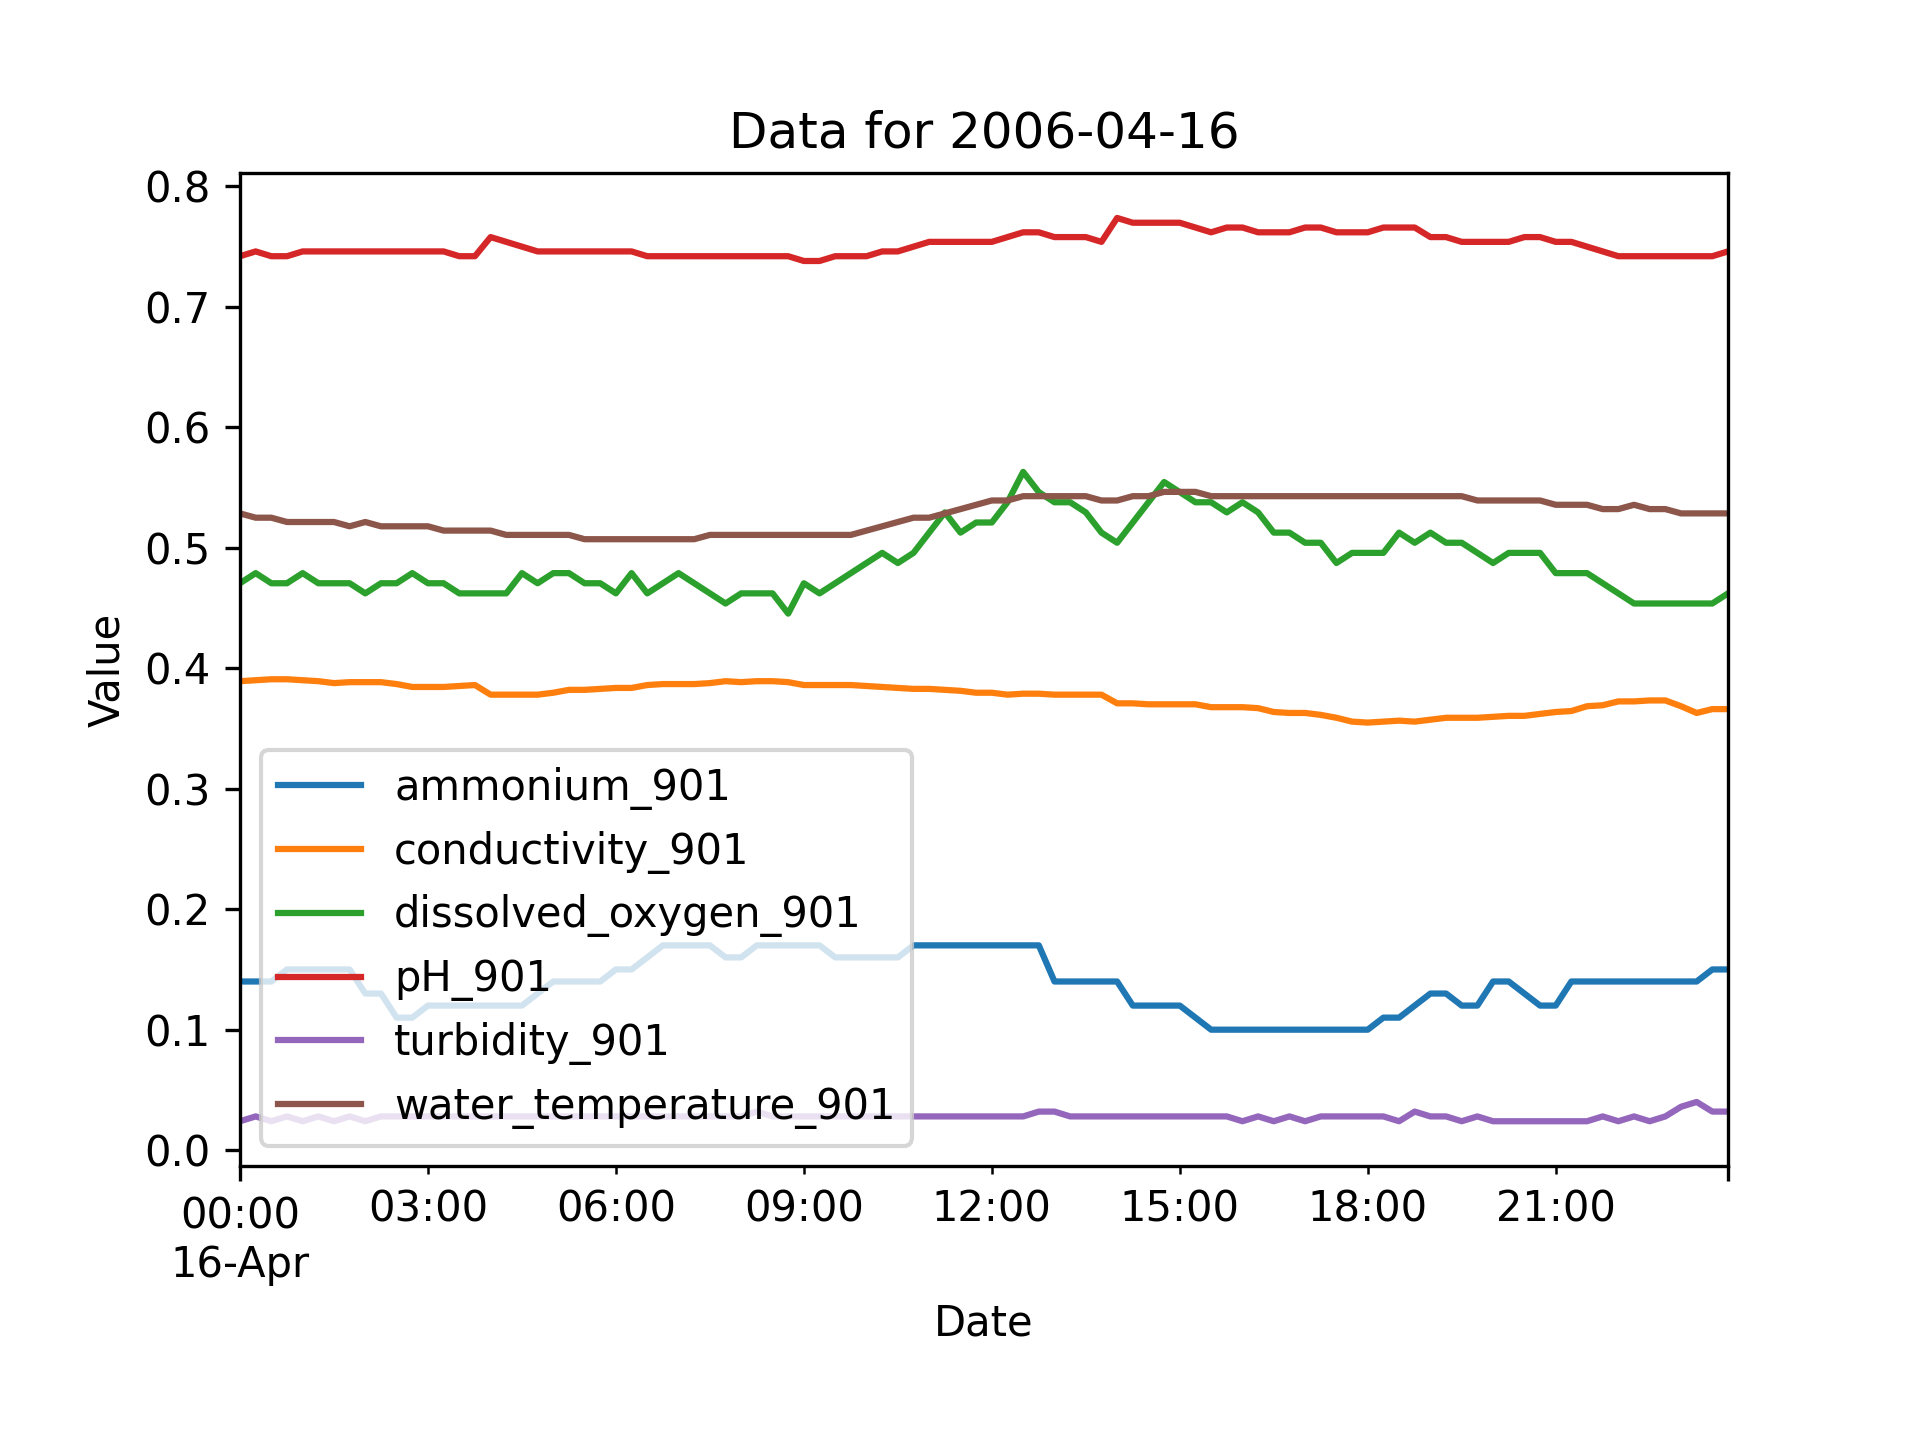 Data for 2006-04-16
0.8
0.7
0.6
0.5
0.4
0.3
0.2
0.1
0.0
Value
ammonium_901
conductivity_901
dissolved_oxygen_901
pH_901
turbidity_901
water_temperature_901
00:00 03:00 06:00 09:00 12:00 15:00 18:00 21:00
16-Apr
Date